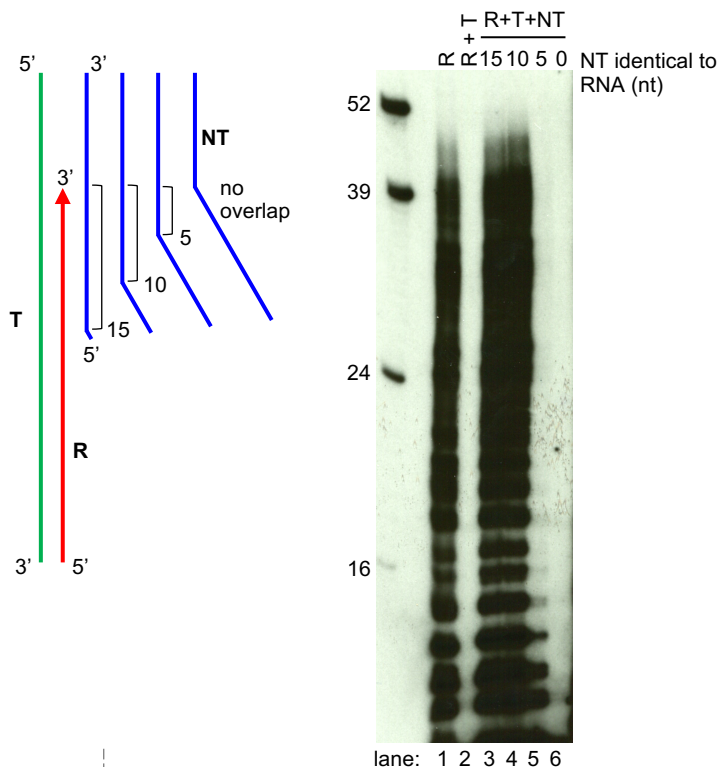 5’ 3’
NT
3’
no
overlap
5
10
15
5’
T
R
3’ 5’
R+T+NT
R
R + T
15 10 5 0
NT identical to
RNA (nt)
52
39
24
16
lane: 1 2 3 4 5 6